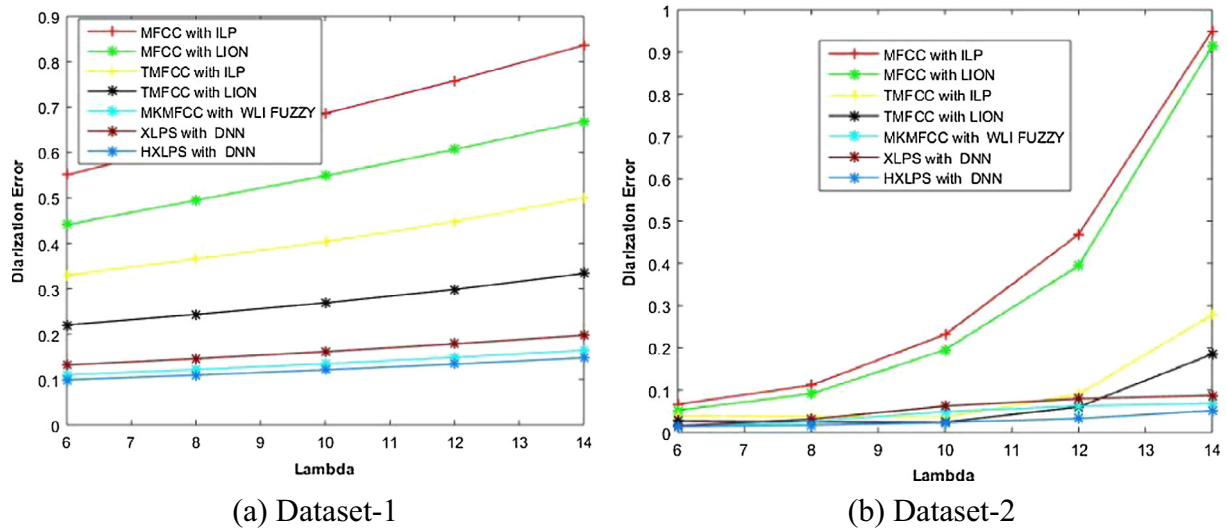 0.9
0.8
0.7
0.6
0.5
0.4
0.3
0.2
0.1
0
Diarization Error
MFCC with ILP
MFCC with LION
TMFCC with ILP
TMFCC with LION
MKMFCC with WLI FUZZY
XLPS with DNN
HXLPS with DNN
6 8 10 12 14
Lambda
(a) Dataset-1
1
0.9
0.8
0.7
0.6
0.5
0.4
0.3
0.2
0.1
0
Diarization Error
MFCC with ILP
MFCC with LION
TMFCC with ILP
TMFCC with LION
MKMFCC with WLI FUZZY
XLPS with DNN
HXLPS with DNN
6 7 8 9 10 11 12 13 14
Lambda
(b) Dataset-2